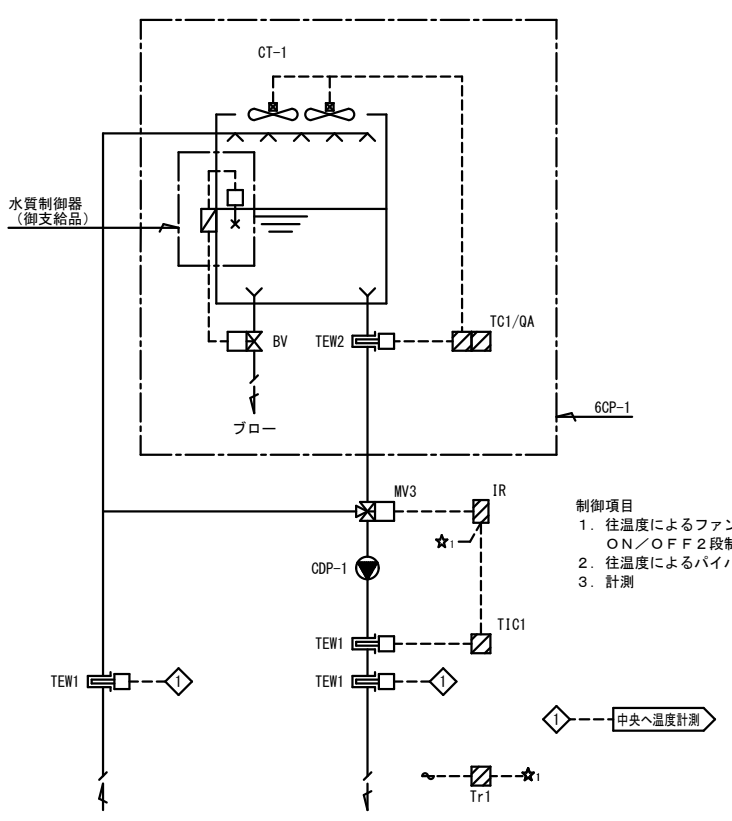 CT-1
水質制御器
（御支給品）
TC1/QA
BV
TEW2
6CP-1
ブロー
MV3
IR
☆1
制御項目
1. 往温度によるファン
ON／OFF2段制
2. 往温度によるバイパ
3. 計測
CDP-1
TIC1
TEW1
TEW1
1
TEW1
1
1
中央へ温度計測
~
☆1
Tr1